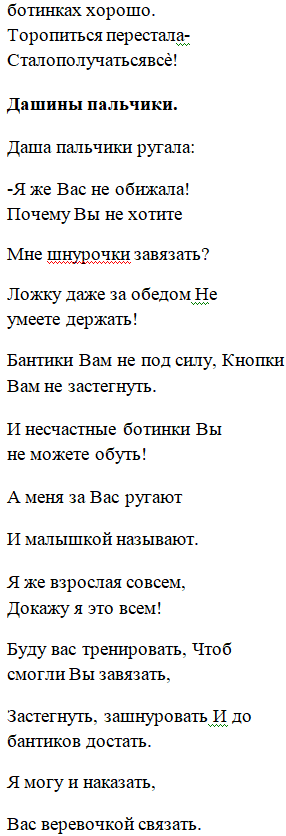 ботинках хорошо.
Торопиться перестала-
Сталополучатьсявсѐ!
Дашины пальчики.
Даша пальчики ругала:
-Я же Вас не обижала!
Почему Вы не хотите
Мне шнурочки завязать?
Ложку даже за обедом Не
умеете держать!
Бантики Вам не под силу, Кнопки
Вам не застегнуть.
И несчастные ботинки Вы
не можете обуть!
А меня за Вас ругают
И малышкой называют.
Я же взрослая совсем,
Докажу я это всем!
Буду вас тренировать, Чтоб
смогли Вы завязать,
Застегнуть, зашнуровать И до
бантиков достать.
Я могу и наказать,
Вас веревочкой связать.